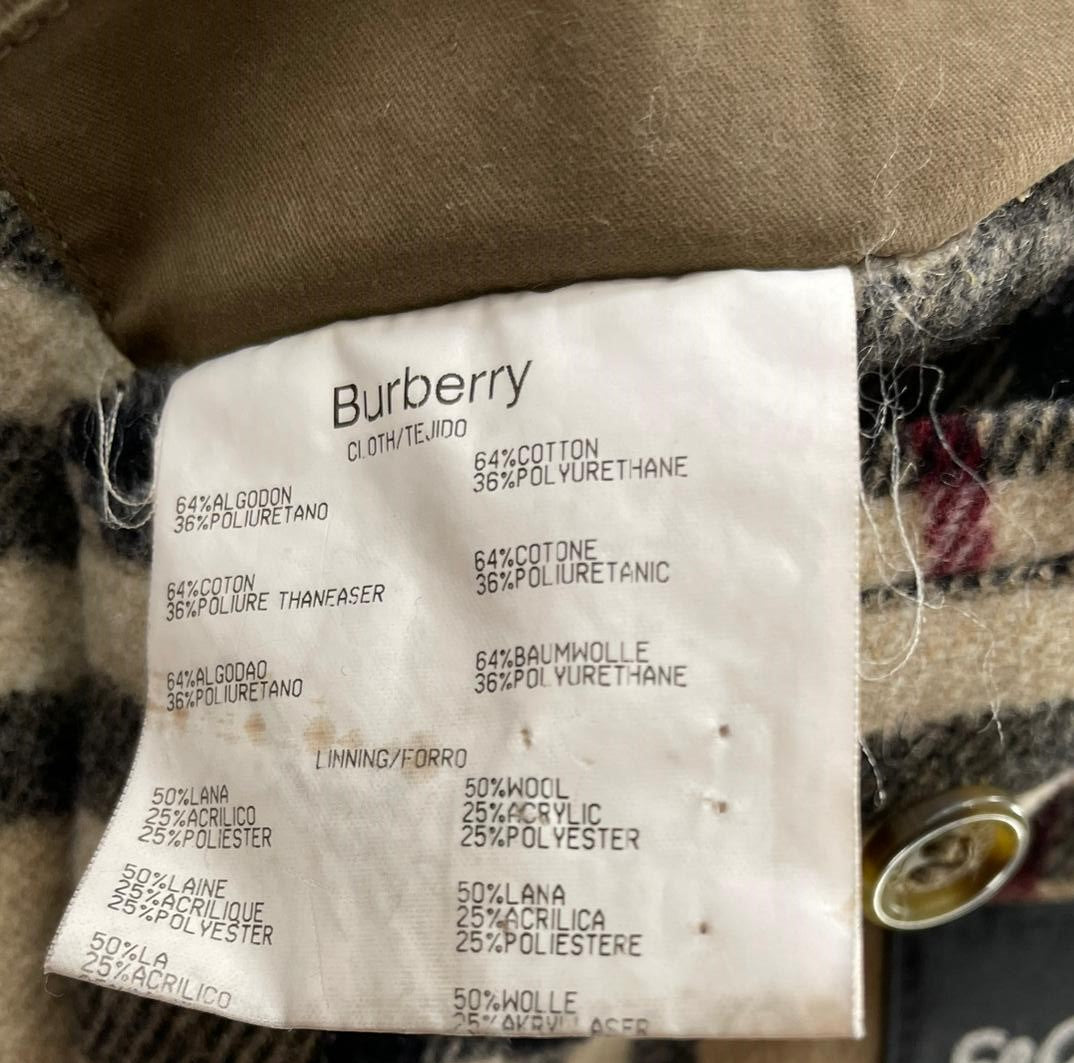 Burberry
CLOTH/TEJIDO
64%ALGODON
36%POLIURETANO
64%COTTON
36%POLYURETHANE
64%COTON
36%POLIURE THANEASER
64%COTONE
36%POLIURETANIC
64%ALGODAO
36%POLIURETANO
64%BAUMWOLLE
36%POLYURETHANE
LINNING/FORRO
50%LANA
25%ACRILICO
25%POLIESTER
50%WOOL
25%ACRYLIC
25%POLYESTER
50%LAINE
25%ACRILIQUE
25%POLYESTER
50%LANA
25%ACRILICA
25%POLIESTERE
50%LA
25%ACRILICO
50%WOLLE